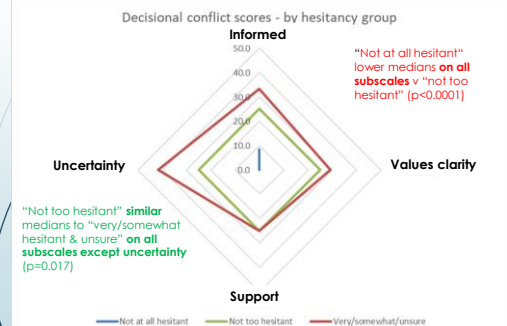 Decisional conflict scores - by hesitancy group
Informed
50.0
40.0
30.0
20.0
10.0
0.0
"Not at all hesitant"
lower medians on all
subscales v "not too
hesitant" (p<0.0001)
Uncertainty
Values clarity
"Not too hesitant" similar
medians to "very/somewhat
hesitant & unsure" on all
subscales except uncertainty
(p=0.017)
Support
Not at all hesitant
Not too hesitant
Very/somewhat/unsure